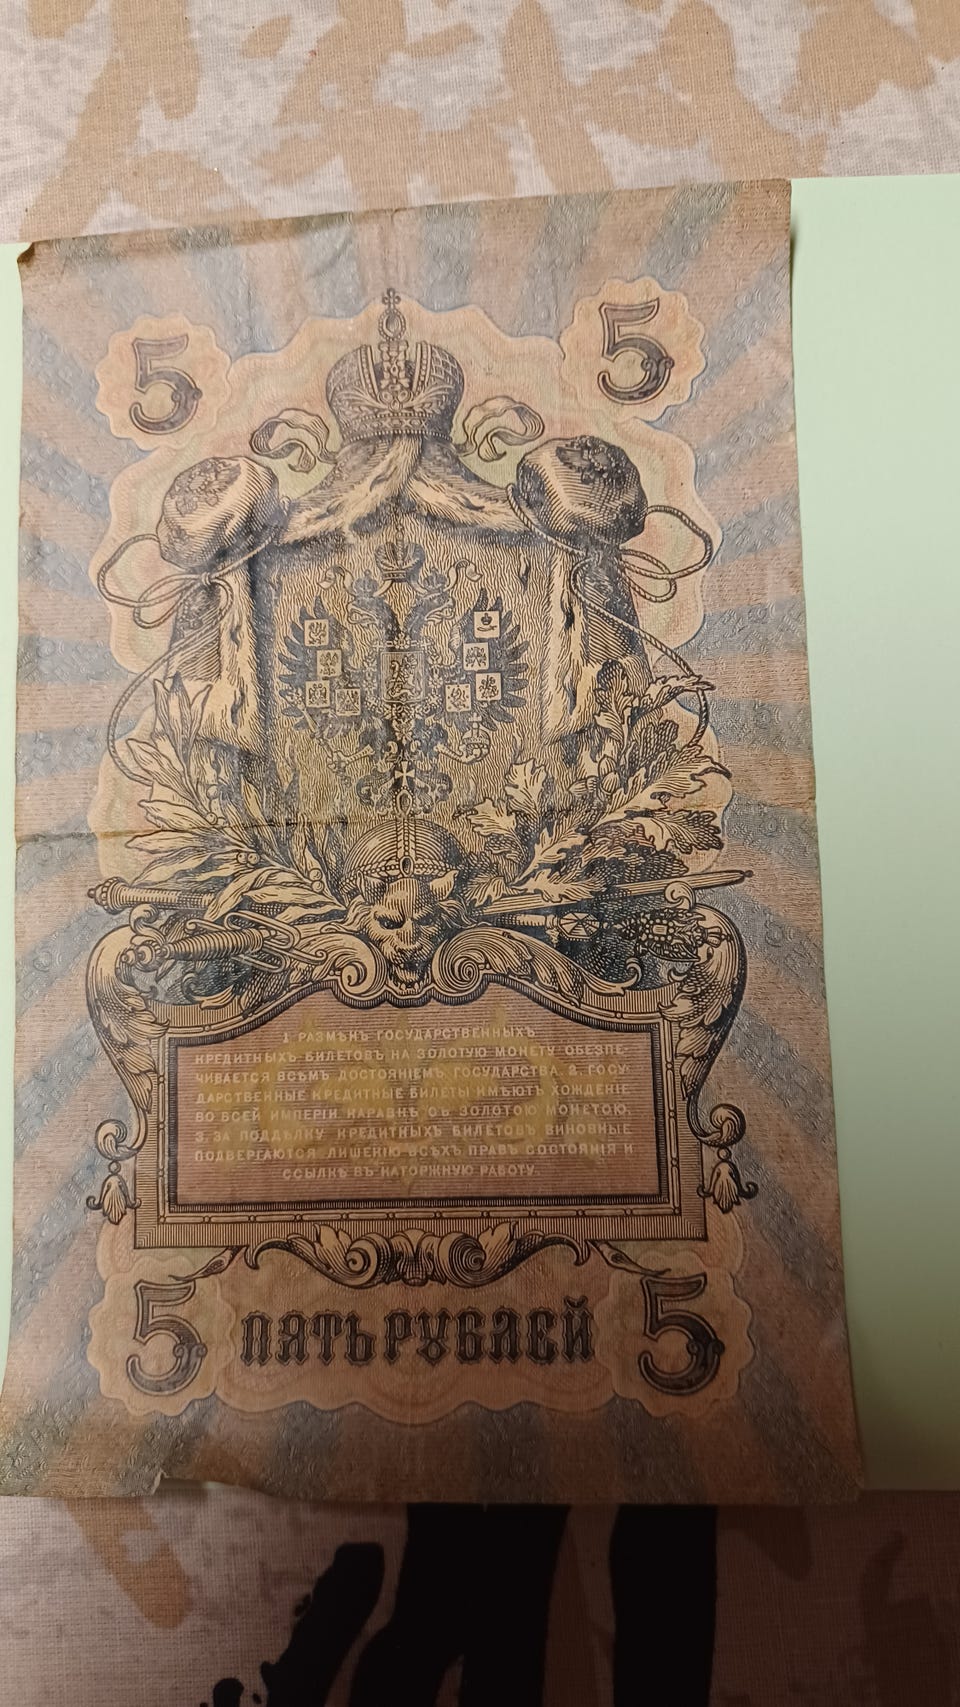 5 5
1. РАЗМѢНЪ ГОСУДАРСТВЕННЫХЪ
КРЕДИТНЫХЪ БИЛЕТОВЪ НА ЗОЛОТУЮ МОНЕТУ ОБЕЗПЕ-
ЧИВАЕТСЯ ВСѢМЪ ДОСТОЯНІЕМЪ ГОСУДАРСТВА. 2. ГОСУ-
ДАРСТВЕННЫЕ КРЕДИТНЫЕ БИЛЕТЫ ИМѢЮТЪ ХОЖДЕНІЕ
ВО ВСЕЙ ИМПЕРІИ НАРАВНѢ СЪ ЗОЛОТОЮ МОНЕТОЮ.
3. ЗА ПОДДѢЛКУ КРЕДИТНЫХЪ БИЛЕТОВЪ ВИНОВНЫЕ
ПОДВЕРГАЮТСЯ ЛИШЕНІЮ ВСѢХЪ ПРАВЪ СОСТОЯНІЯ И
ССЫЛКѢ ВЪ КАТОРЖНУЮ РАБОТУ.
5 ПЯТЬ РУБЛЕЙ 5